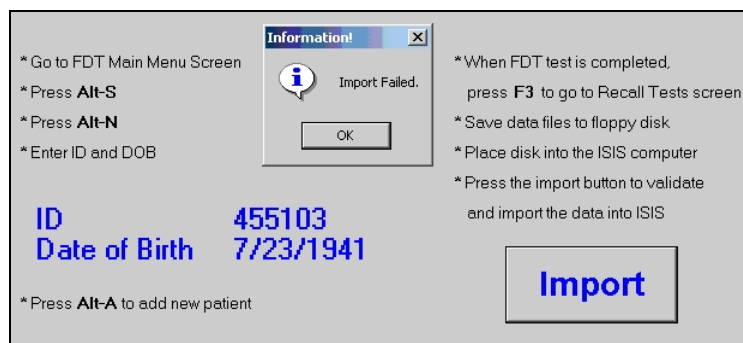 * Go to FDT Main Menu Screen
* Press Alt-S
* Press Alt-N
* Enter ID and DOB
ID 455103
Date of Birth 7/23/1941
* Press Alt-A to add new patient
Information!
Import Failed.
OK
* When FDT test is completed,
press F3 to go to Recall Tests screen
* Save data files to floppy disk
* Place disk into the ISIS computer
* Press the import button to validate
and import the data into ISIS
Import